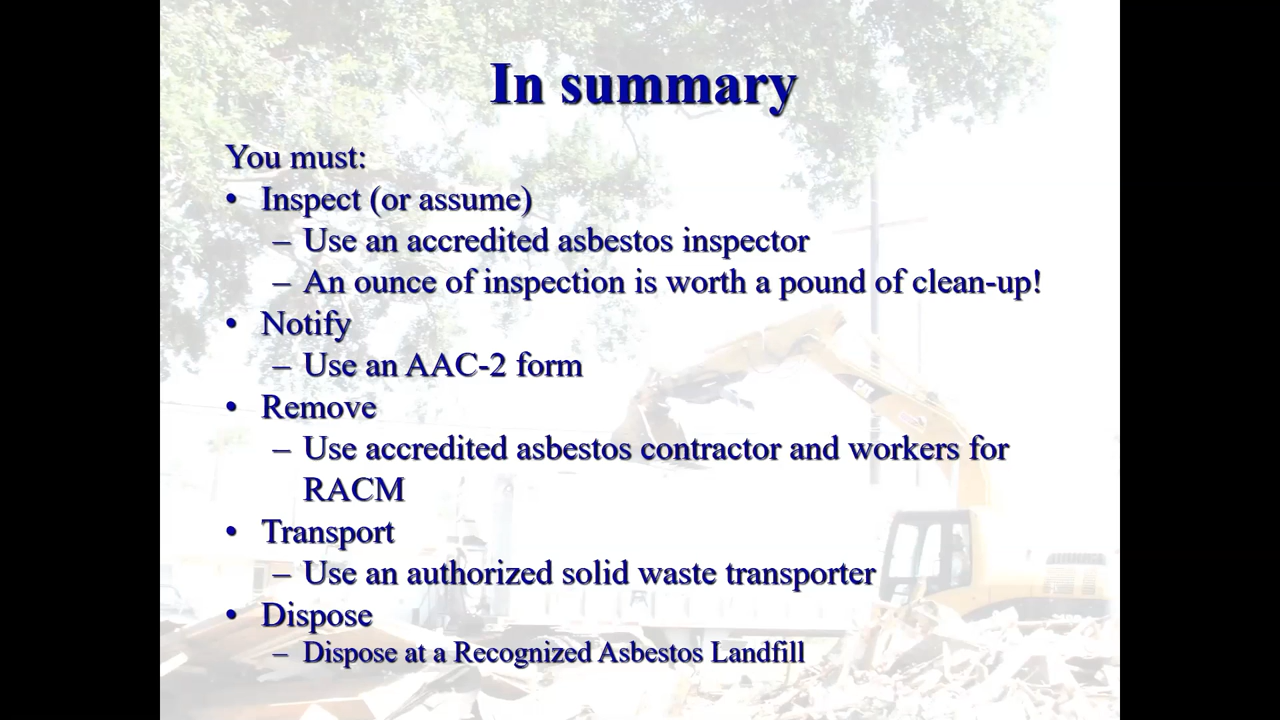 In summary
You must:
• Inspect (or assume)
– Use an accredited asbestos inspector
– An ounce of inspection is worth a pound of clean-up!
• Notify
– Use an AAC-2 form
• Remove
– Use accredited asbestos contractor and workers for
RACM
• Transport
– Use an authorized solid waste transporter
• Dispose
– Dispose at a Recognized Asbestos Landfill